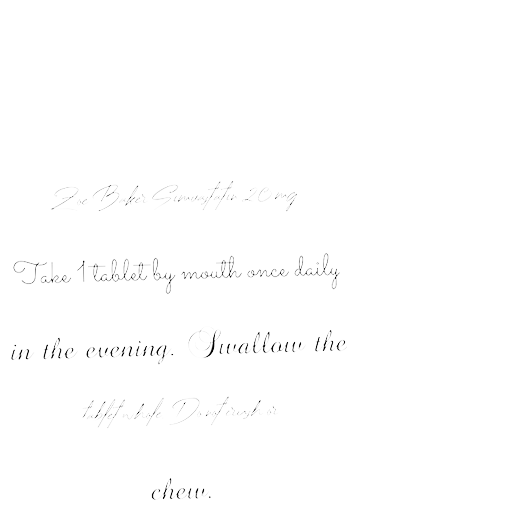 Zoe Baker Simvastatin 20 mg
Take 1 tablet by mouth once daily
in the evening. Swallow the
tablet whole. Do not crush or
chew.